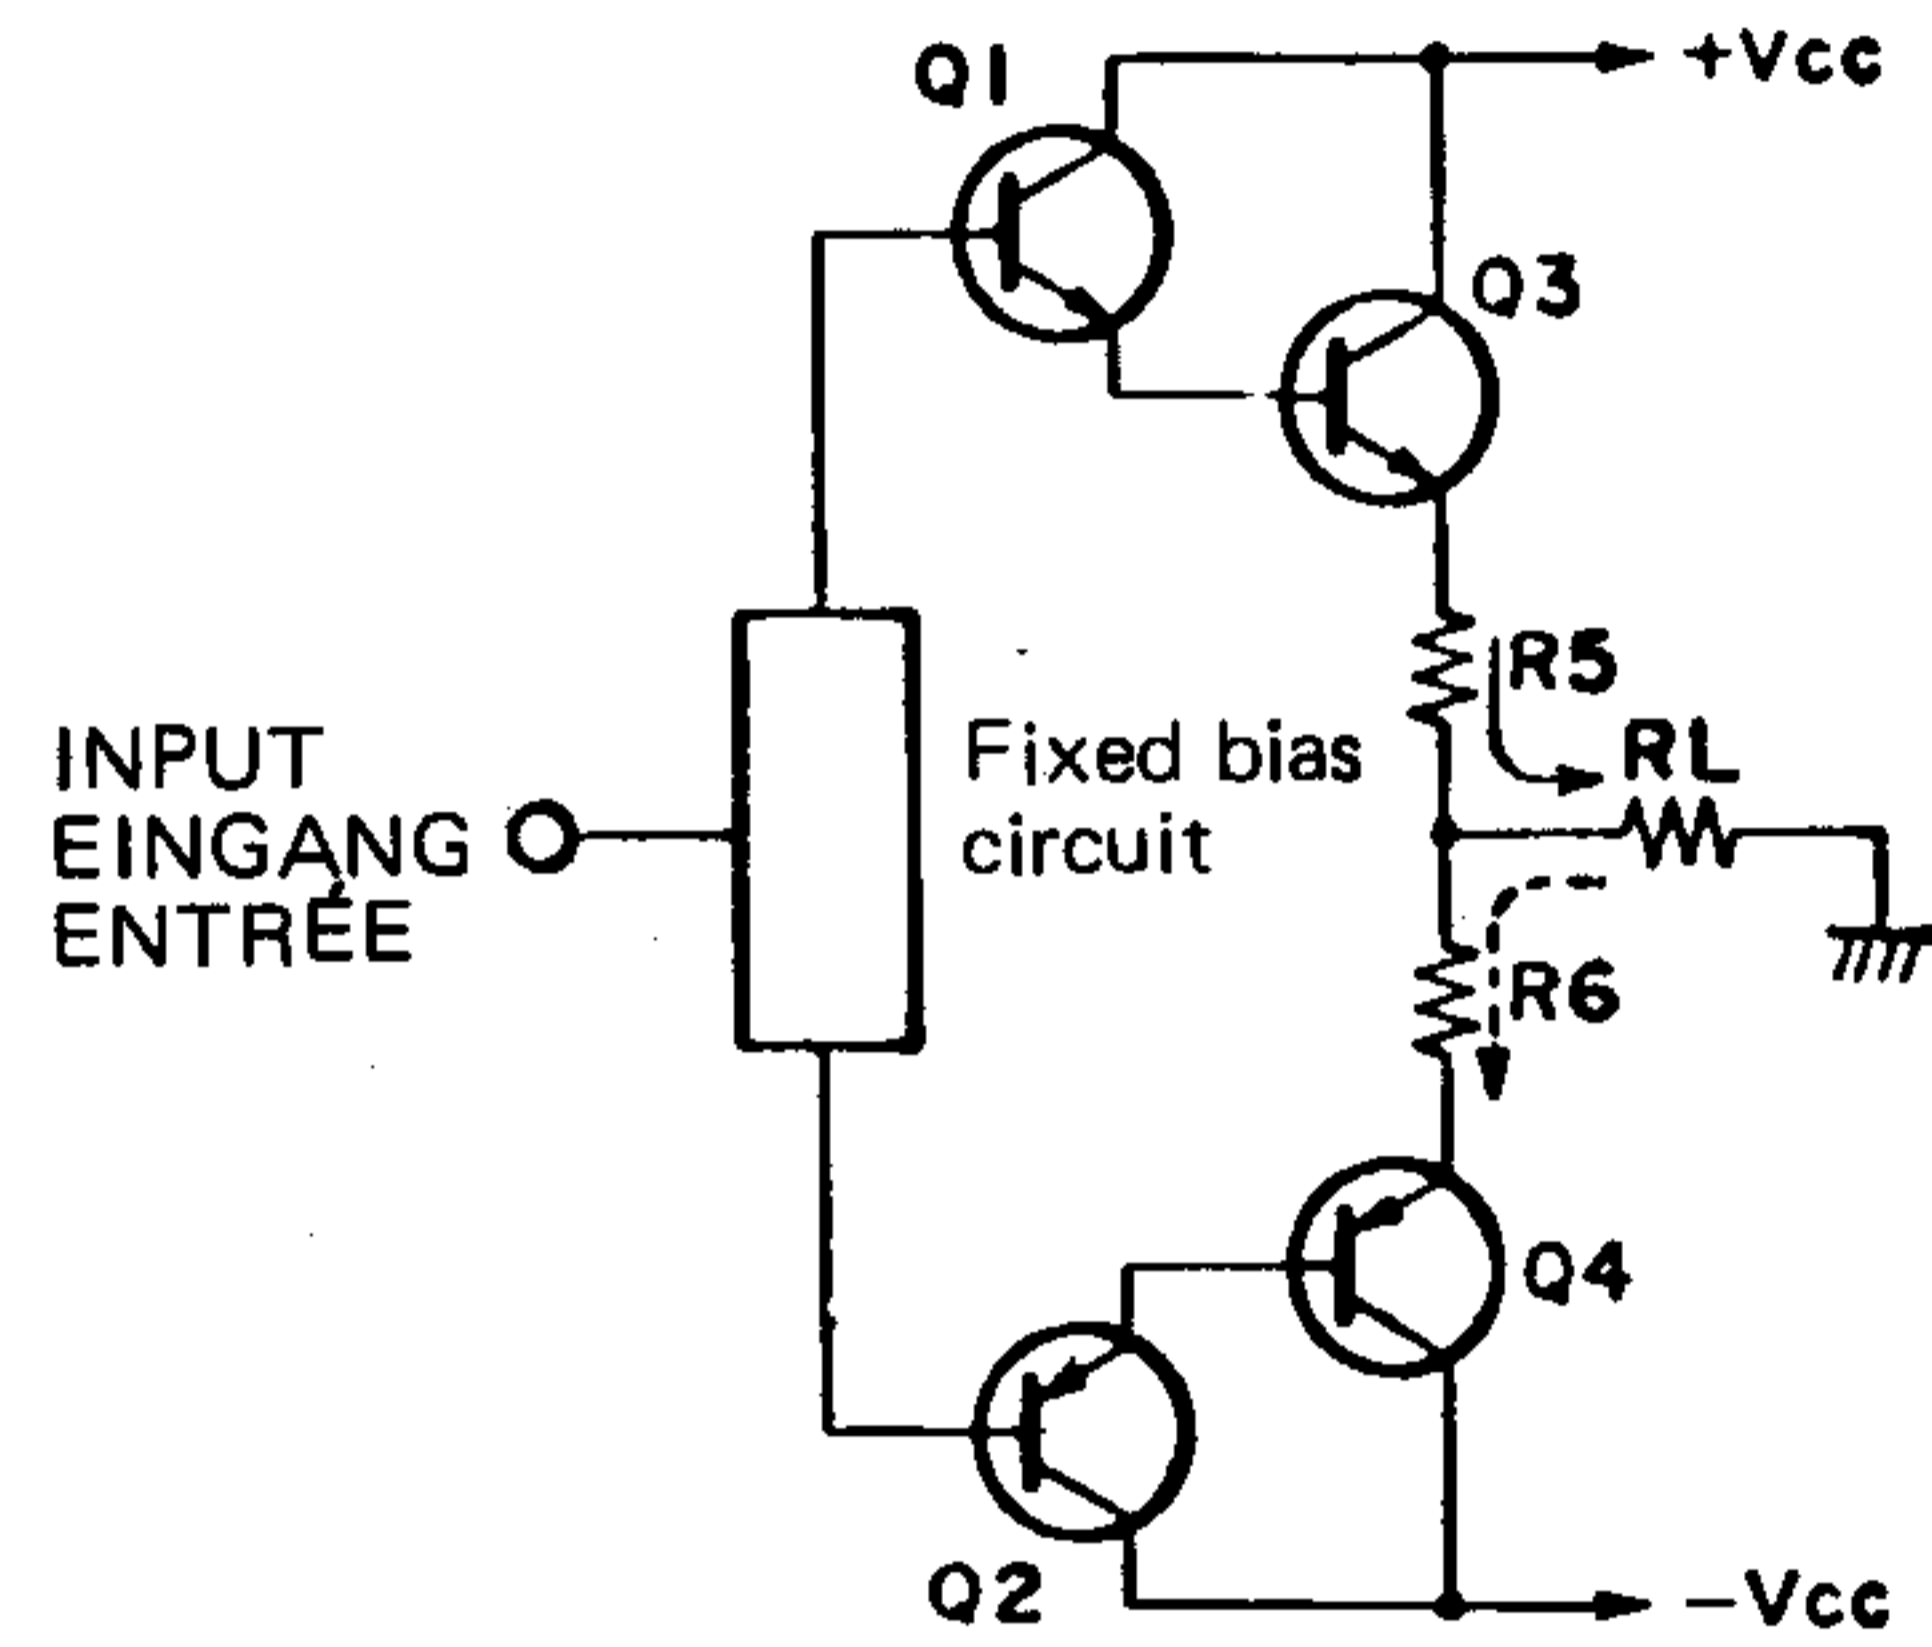 Q1
+Vcc
Q3
R5
RL
INPUT
EINGANG
ENTRÉE
Fixed bias
circuit
R6
Q4
Q2
−Vcc